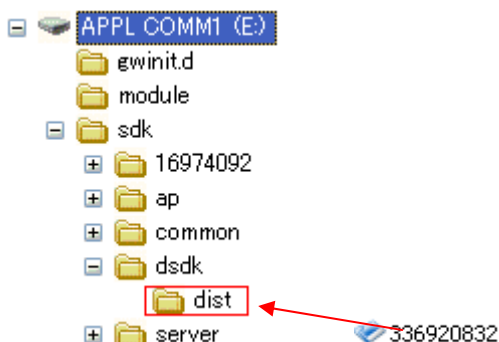 APPL COMM1 (E:)
gwinit.d
module
sdk
16974092
ap
common
dsdk
dist
server
336920832